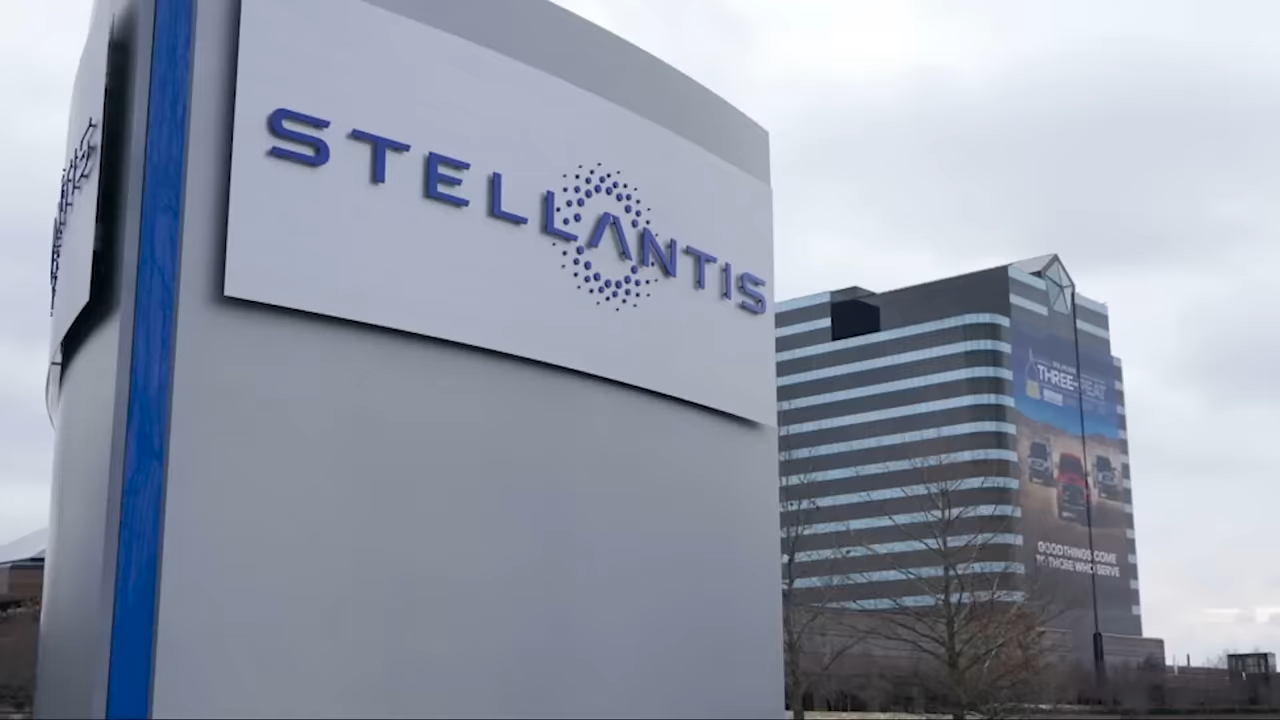 STELLANTIS
THREE-PEAT
GOOD THINGS COME
TO THOSE WHO SERVE